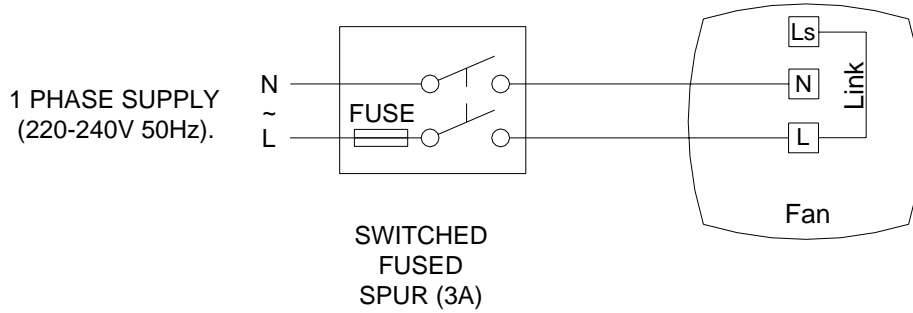 1 PHASE SUPPLY
(220-240V 50Hz).
N
~
L
FUSE
SWITCHED
FUSED
SPUR (3A)
Ls
N
L
Link
Fan